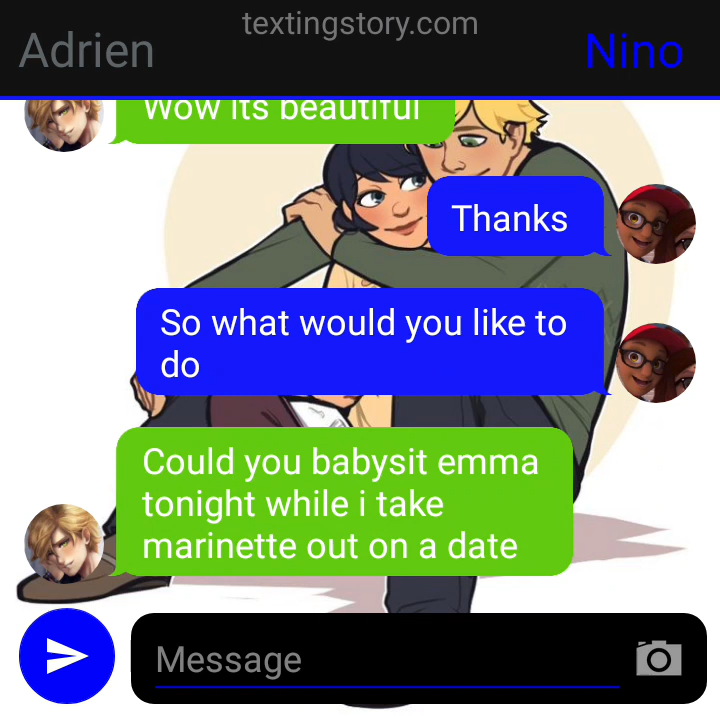 textingstory.com
Adrien
Nino
Wow its beautiful
Thanks
So what would you like to
do
Could you babysit emma
tonight while i take
marinette out on a date
Message